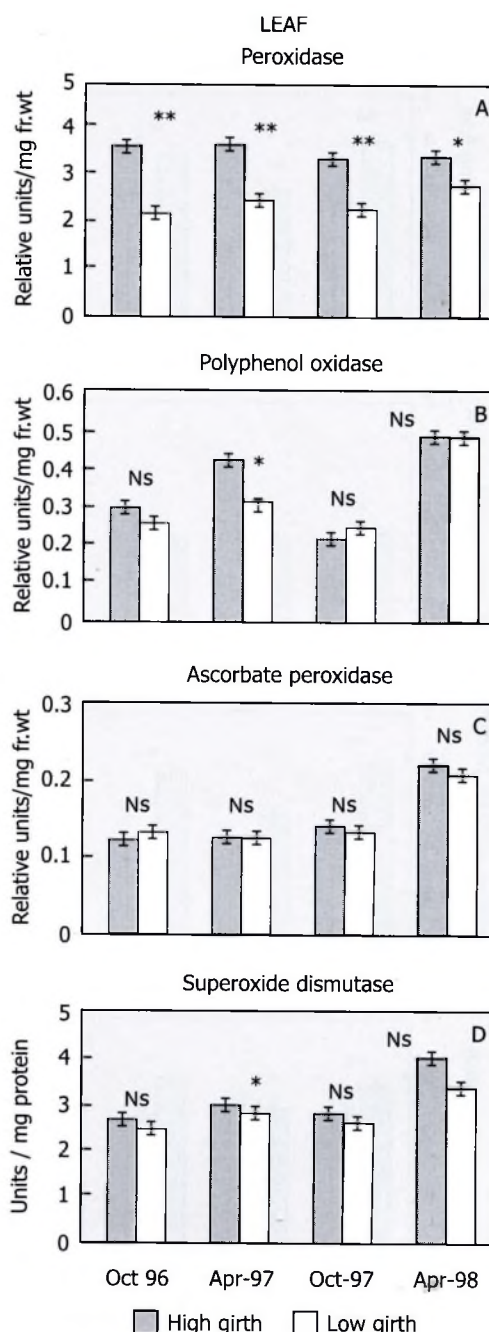 LEAF
Peroxidase
A
5
4
3
2
1
0
Relative units/mg fr.wt
** ** ** *
Polyphenol oxidase
B
0.6
0.5
0.3
0.2
0.1
0
Relative units/mg fr.wt
Ns * Ns Ns
Ascorbate peroxidase
C
0.3
0.2
0.1
0
Relative units/mg fr.wt
Ns Ns Ns Ns
Superoxide dismutase
D
5
4
3
2
1
0
Units / mg protein
Ns * Ns Ns
Oct 96 Apr-97 Oct-97 Apr-98
High girth Low girth